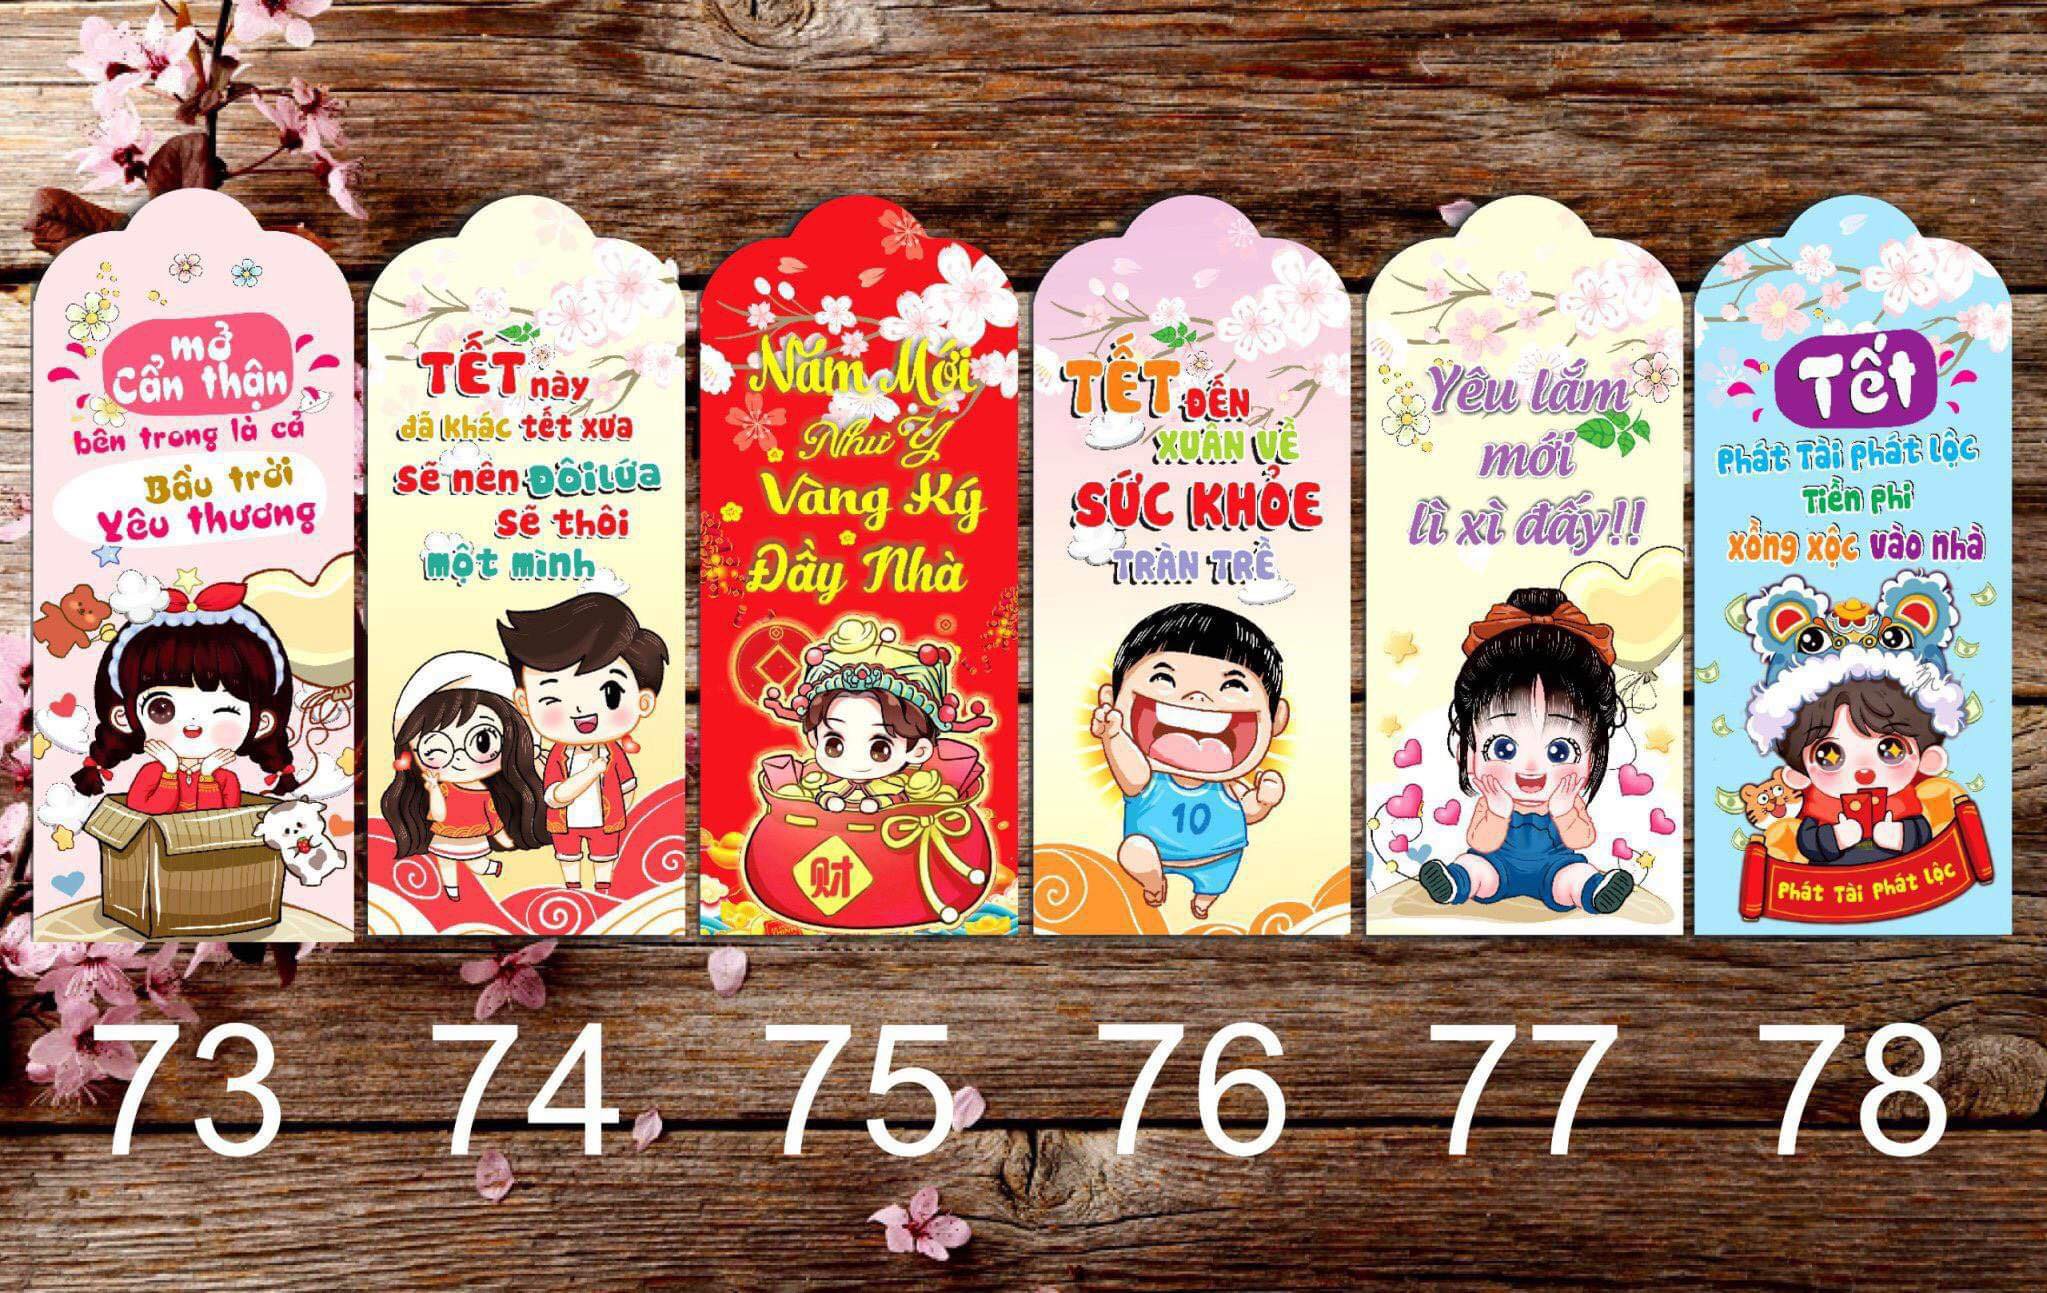 mở
Cẩn thận
bên trong là cả
Bầu trời
Yêu thương
TẾT này
đã khác tết xưa
Sẽ nên Đôi lứa
Sẽ thôi
một mình
Năm Mới
Như Ý
Vàng Ký
Đầy Nhà
财
TẾT ĐẾN
XUÂN VỀ
SỨC KHỎE
TRÀN TRỀ
10
Yêu lắm
mới
lì xì đấy!!
Tết
Phát Tài Phát Lộc
Tiền Phi
xồng xộc vào nhà
Phát Tài Phát Lộc
73 74 75 76 77 78